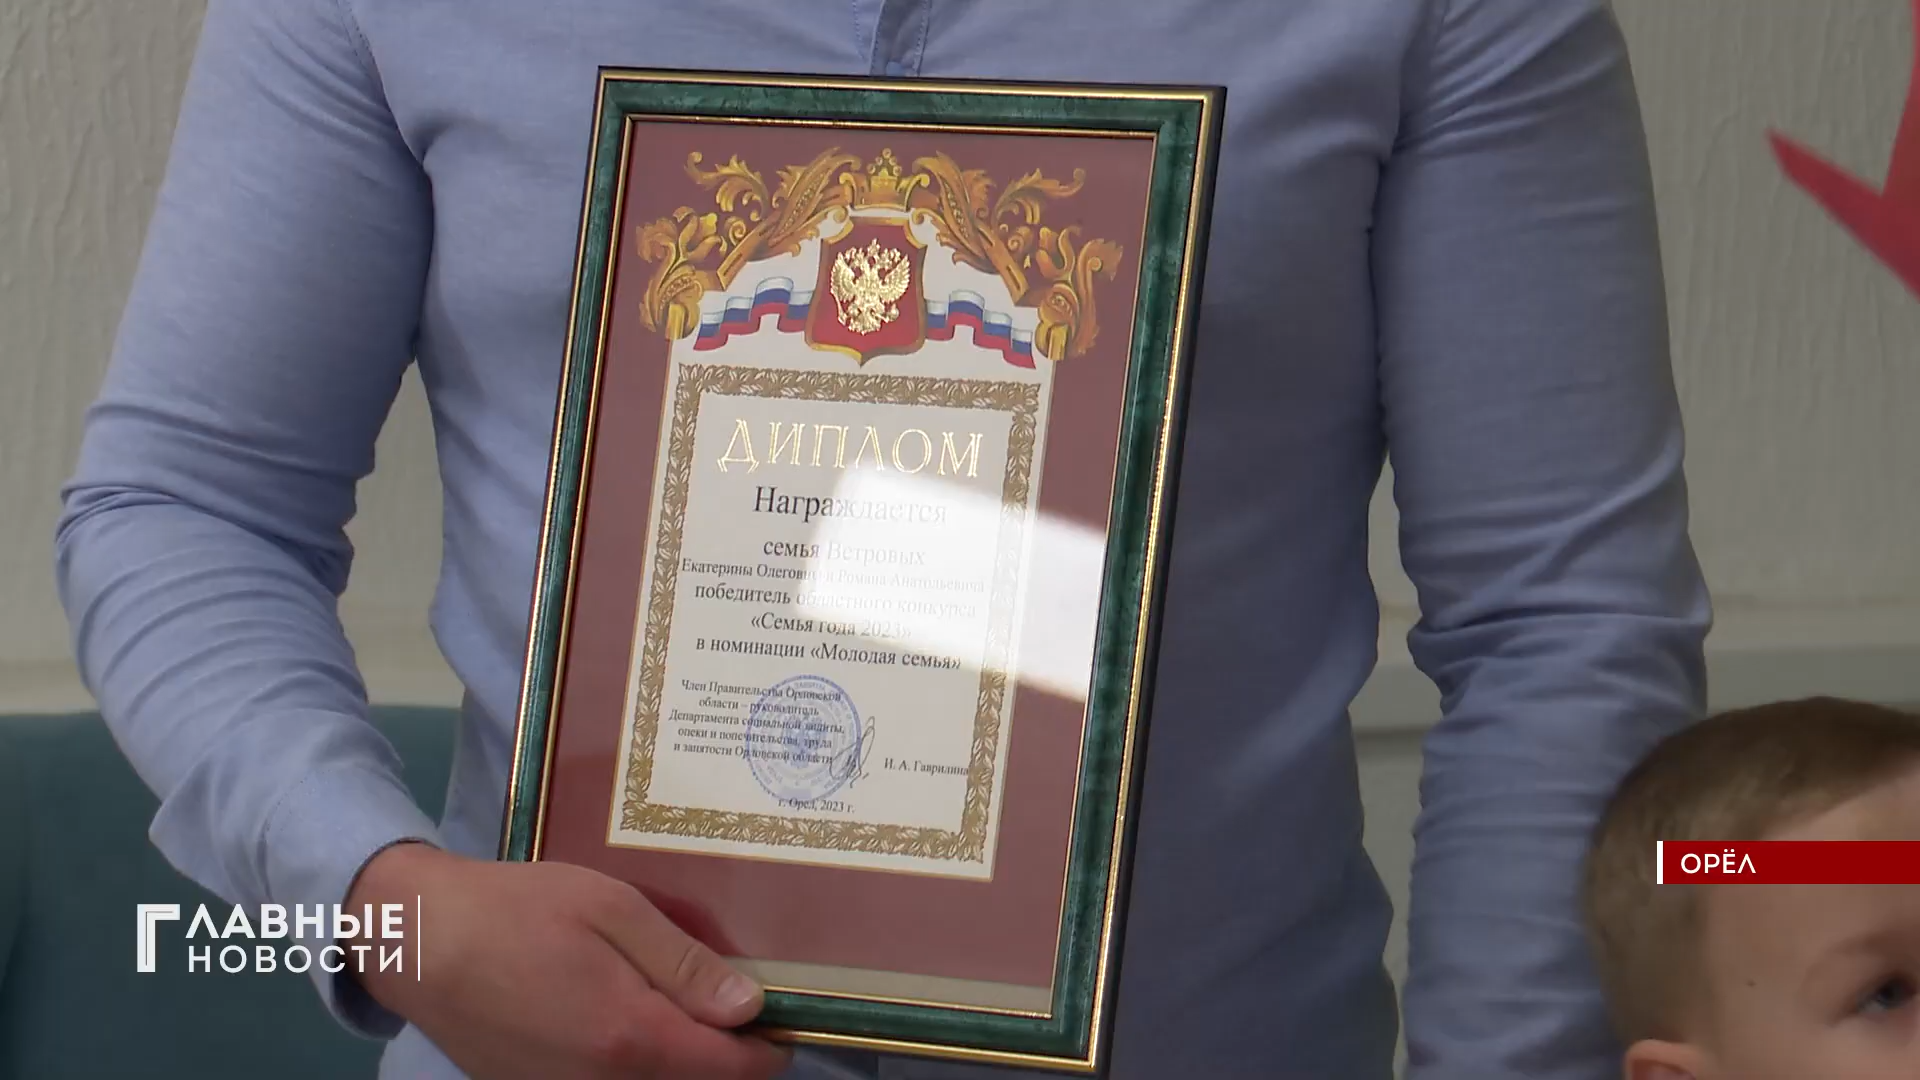 ДИПЛОМ
Награждается
семья Ветровых
Екатерины Олеговны и Романа Анатольевича
победитель областного конкурса
«Семья года 2023»
в номинации «Молодая семья»
Член Правительства Орловской
области – руководитель
Департамента социальной защиты,
опеки и попечительства, труда
и занятости Орловской области
И. А. Гаврилина
г. Орел, 2023 г.
ОРЁЛ
ГЛАВНЫЕ
НОВОСТИ